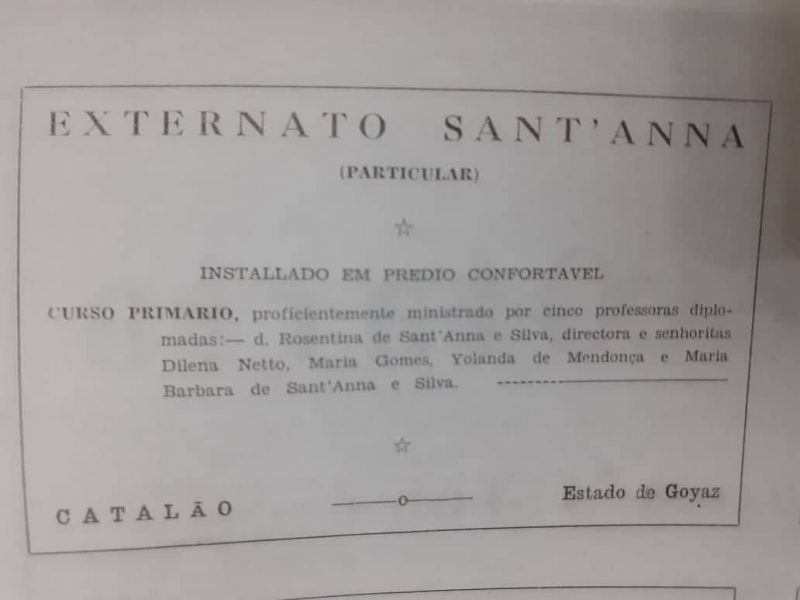 EXTERNATO SANT'ANNA
(PARTICULAR)
INSTALLADO EM PREDIO CONFORTAVEL
CURSO PRIMARIO, proficientemente ministrado por cinco professoras diplo-
madas:— d. Rosentina de Sant'Anna e Silva, directora e senhoritas
Dilena Netto, Maria Gomes, Yolanda de Mendonça e Maria
Barbara de Sant'Anna e Silva.
CATALÃO Estado de Goyaz